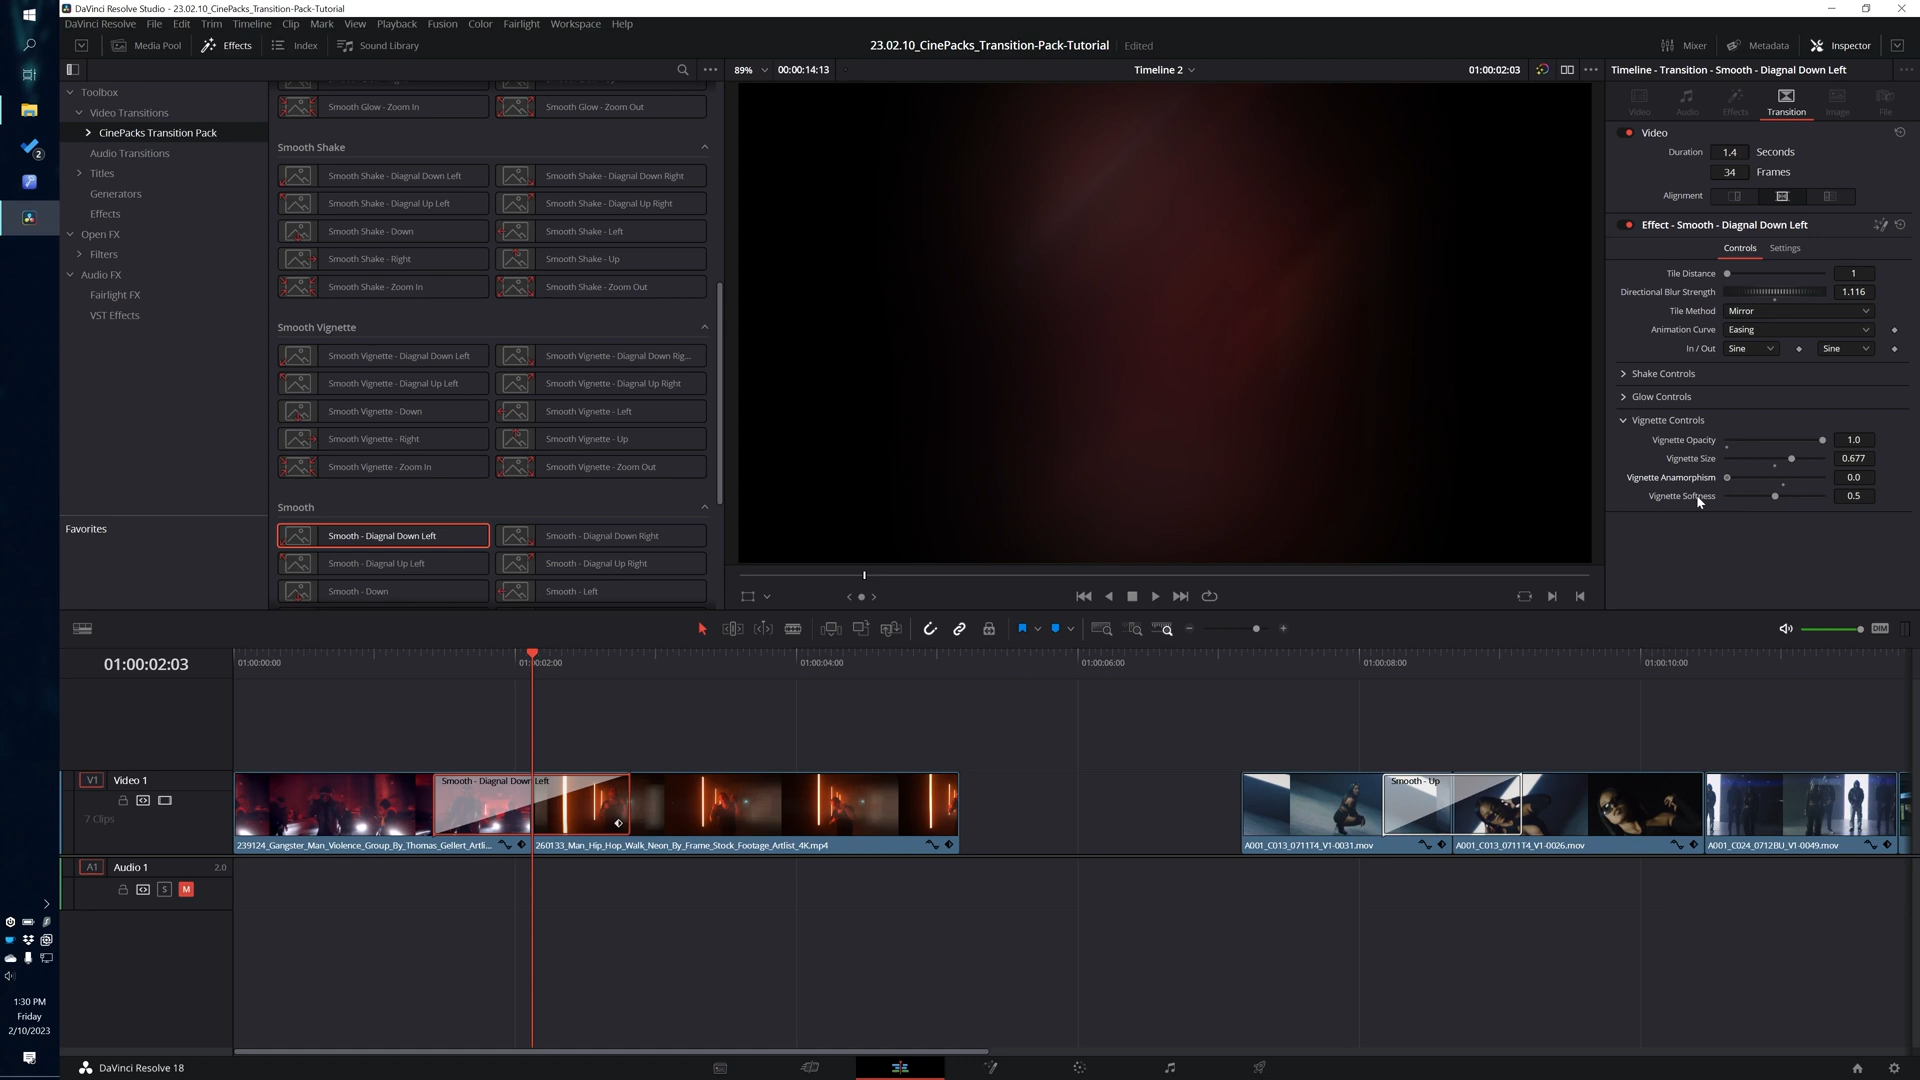 DaVinci Resolve Studio - 23.02.10_CinePacks_Transition-Pack-Tutorial
DaVinci Resolve File Edit Trim Timeline Clip Mark View Playback Fusion Color Fairlight Workspace Help
Media Pool Effects Index Sound Library
23.02.10_CinePacks_Transition-Pack-Tutorial Edited
Mixer Metadata Inspector
89% 00:00:14:13 Timeline 2 01:00:02:03
Timeline - Transition - Smooth - Diagnal Down Left
Toolbox
Video Transitions
CinePacks Transition Pack
Audio Transitions
Titles
Generators
Effects
Open FX
Filters
Audio FX
Fairlight FX
VST Effects
Favorites
Smooth Glow - Zoom In Smooth Glow - Zoom Out
Smooth Shake
Smooth Shake - Diagnal Down Left Smooth Shake - Diagnal Down Right
Smooth Shake - Diagnal Up Left Smooth Shake - Diagnal Up Right
Smooth Shake - Down Smooth Shake - Left
Smooth Shake - Right Smooth Shake - Up
Smooth Shake - Zoom In Smooth Shake - Zoom Out
Smooth Vignette
Smooth Vignette - Diagnal Down Left Smooth Vignette - Diagnal Down Rig...
Smooth Vignette - Diagnal Up Left Smooth Vignette - Diagnal Up Right
Smooth Vignette - Down Smooth Vignette - Left
Smooth Vignette - Right Smooth Vignette - Up
Smooth Vignette - Zoom In Smooth Vignette - Zoom Out
Smooth
Smooth - Diagnal Down Left Smooth - Diagnal Down Right
Smooth - Diagnal Up Left Smooth - Diagnal Up Right
Smooth - Down Smooth - Left
Video Audio Effects Transition Image File
Video
Duration 1.4 Seconds
34 Frames
Alignment
Effect - Smooth - Diagnal Down Left
Controls Settings
Tile Distance 1
Directional Blur Strength 1.116
Tile Method Mirror
Animation Curve Easing
In / Out Sine Sine
Shake Controls
Glow Controls
Vignette Controls
Vignette Opacity 1.0
Vignette Size 0.677
Vignette Anamorphism 0.0
Vignette Softness 0.5
DIM
01:00:02:03 01:00:00:00 01:00:02:00 01:00:04:00 01:00:06:00 01:00:08:00 01:00:10:00
V1 Video 1
7 Clips
Smooth - Diagnal Down Left Smooth - Up
239124_Gangster_Man_Violence_Group_By_Thomas_Gellert_Artli... 260133_Man_Hip_Hop_Walk_Neon_By_Frame_Stock_Footage_Artlist_4K.mp4 A001_C013_0711T4_V1-0031.mov A001_C013_0711T4_V1-0026.mov A001_C024_0712BU_V1-0049.mov
A1 Audio 1 2.0
S M
2
1:30 PM
Friday
2/10/2023
DaVinci Resolve 18